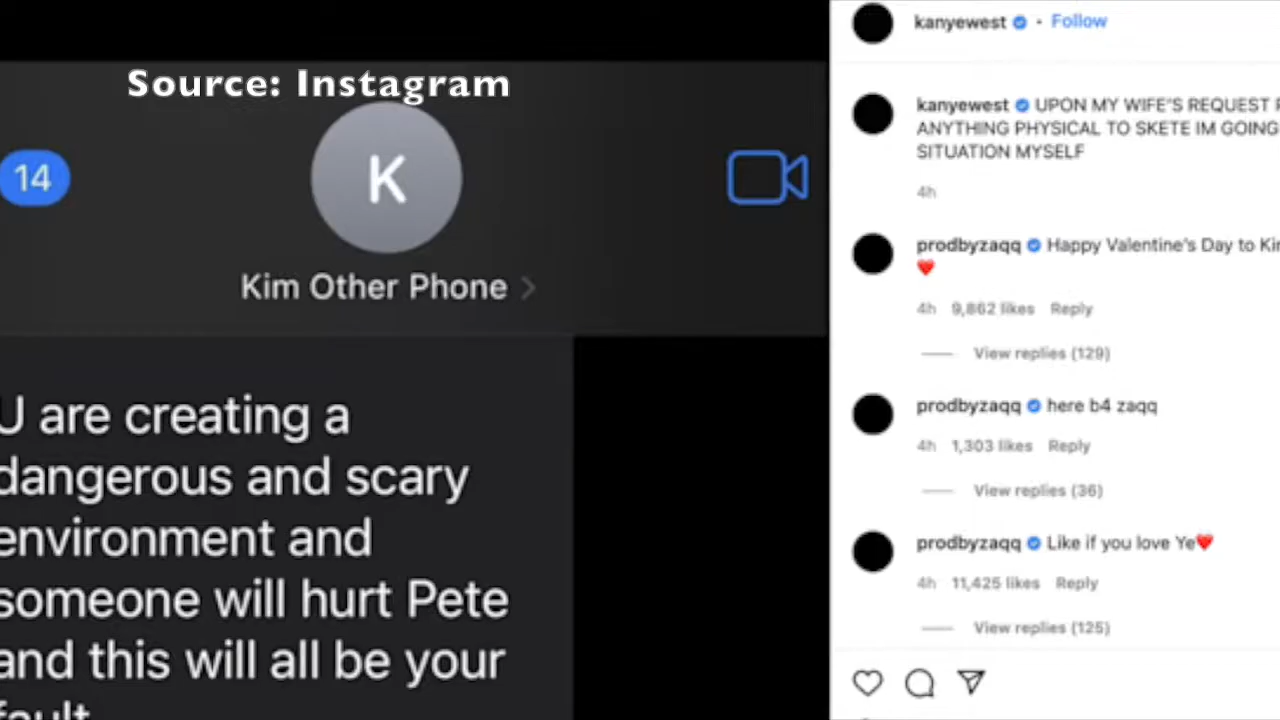 Source: Instagram
14
K
Kim Other Phone
U are creating a
dangerous and scary
environment and
someone will hurt Pete
and this will all be your
fault
kanyewest • Follow
kanyewest UPON MY WIFE'S REQUEST
ANYTHING PHYSICAL TO SKETE IM GOING
SITUATION MYSELF
4h
prodbyzaqq Happy Valentine's Day to
❤️
4h 9,862 likes Reply
View replies (129)
prodbyzaqq here b4 zaqq
4h 1,303 likes Reply
View replies (36)
prodbyzaqq Like if you love Ye❤️
4h 11,425 likes Reply
View replies (125)